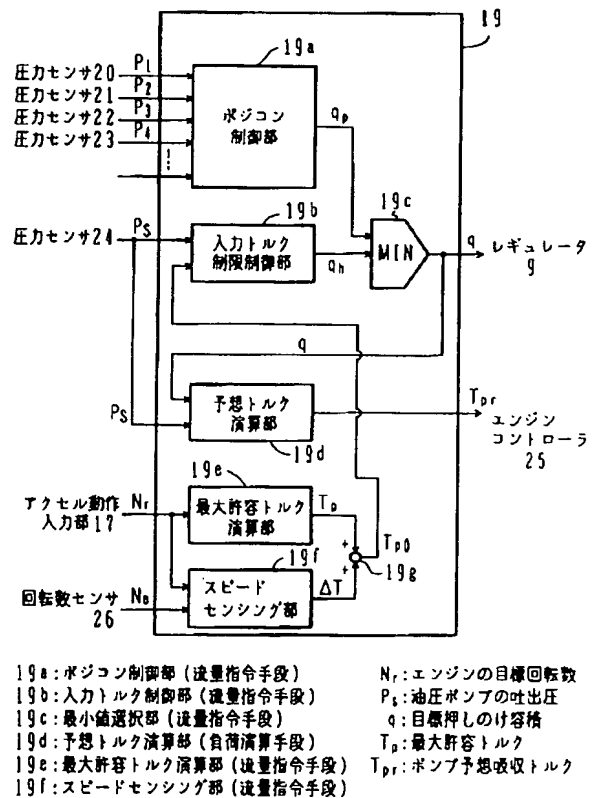 19
19a
圧力センサ20 P1
圧力センサ21 P2
圧力センサ22 P3
圧力センサ23 P4
ポジコン
制御部
qp
19c
19b
圧力センサ24 PS
入力トルク
制限制御部
qh
MIN
q レギュレータ
9
q
予想トルク
演算部
PS
19d
Tpr
エンジン
コントローラ
25
19e
アクセル動作
入力部17
Nr
最大許容トルク
演算部
Tp
+
+
Tp0
19g
19f
スピード
センシング部
ΔT
回転数センサ
26
Ne
19a:ポジコン制御部(流量指令手段)
19b:入力トルク制御部(流量指令手段)
19c:最小値選択部(流量指令手段)
19d:予想トルク演算部(負荷演算手段)
19e:最大許容トルク演算部(流量指令手段)
19f:スピードセンシング部(流量指令手段)
Nr:エンジンの目標回転数
PS:油圧ポンプの吐出圧
q:目標押しのけ容積
Tp:最大許容トルク
Tpr:ポンプ予想吸収トルク